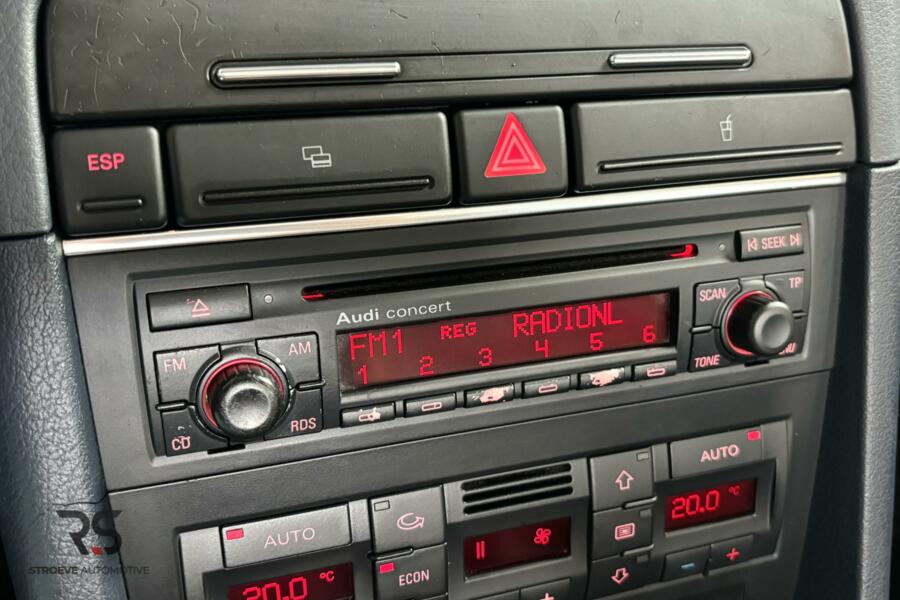 ESP
SEEK
Audi concert
SCAN
TP
FM
AM
FM1 REG RADIONL
1 2 3 4 5 6
TONE
CD
RDS
AUTO
AUTO
20.0 °C
ECON
20.0 °C
RS
STROEVE AUTOMOTIVE